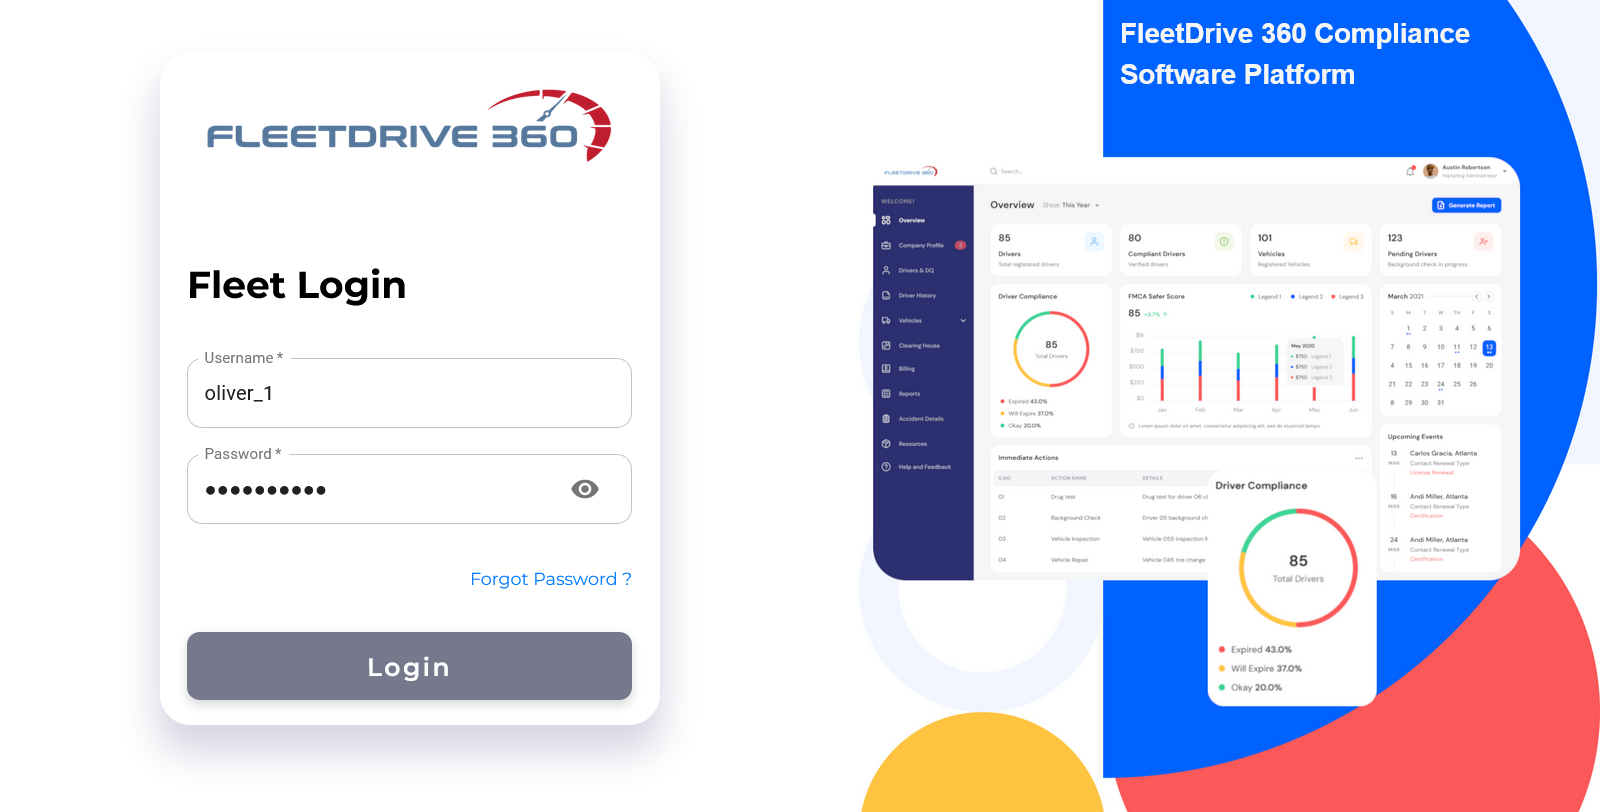 FLEETDRIVE 360
Fleet Login
Username *
oliver_1
Password *
Forgot Password ?
Login
FleetDrive 360 Compliance
Software Platform
FLEETDRIVE 360
Search..
Austin Robertson
Marketing Administrator
WELCOME!
Overview
Company Profile
Drivers & DQ
Driver History
Vehicles
Clearing House
Billing
Reports
Accident Details
Resources
Help and Feedback
Overview
Show: This Year
Generate Report
85
Drivers
Total registered drivers
80
Compliant Drivers
Verified drivers
101
Vehicles
Registered Vehicles
123
Pending Drivers
Background check in progress
Driver Compliance
85
Total Drivers
Expired 43.0%
Will Expire 37.0%
Okay 20.0%
FMCA Safer Score
Legend 1 Legend 2 Legend 3
85 +3.7%
$1k
$750
$500
$250
$0
Jan Feb Mar Apr May Jun
May 2020
$750 Legend 1
$750 Legend 2
$750 Legend 3
Lorem ipsum dolor sit amet, consectetur adipiscing elit, sed do eiusmod tempo
March 2021
S M T W TH F S
1 2 3 4 5 6
7 8 9 10 11 12 13
4 15 16 17 18 19 20
21 22 23 24 25 26
8 29 30 31
Immediate Actions
S.NO ACTION NAME DETAILS
01 Drug test Drug test for driver 06 cl
02 Background Check Driver 05 background ch
03 Vehicle Inspection Vehicle 055 inspection
04 Vehicle Repair Vehicle 045 tire change
Upcoming Events
13 Carlos Gracia, Atlanta
MAR Contact Renewal Type
License Renewal
16 Andi Miller, Atlanta
MAR Contact Renewal Type
Certification
24 Andi Miller, Atlanta
MAR Contact Renewal Type
Certification
Driver Compliance
85
Total Drivers
Expired 43.0%
Will Expire 37.0%
Okay 20.0%